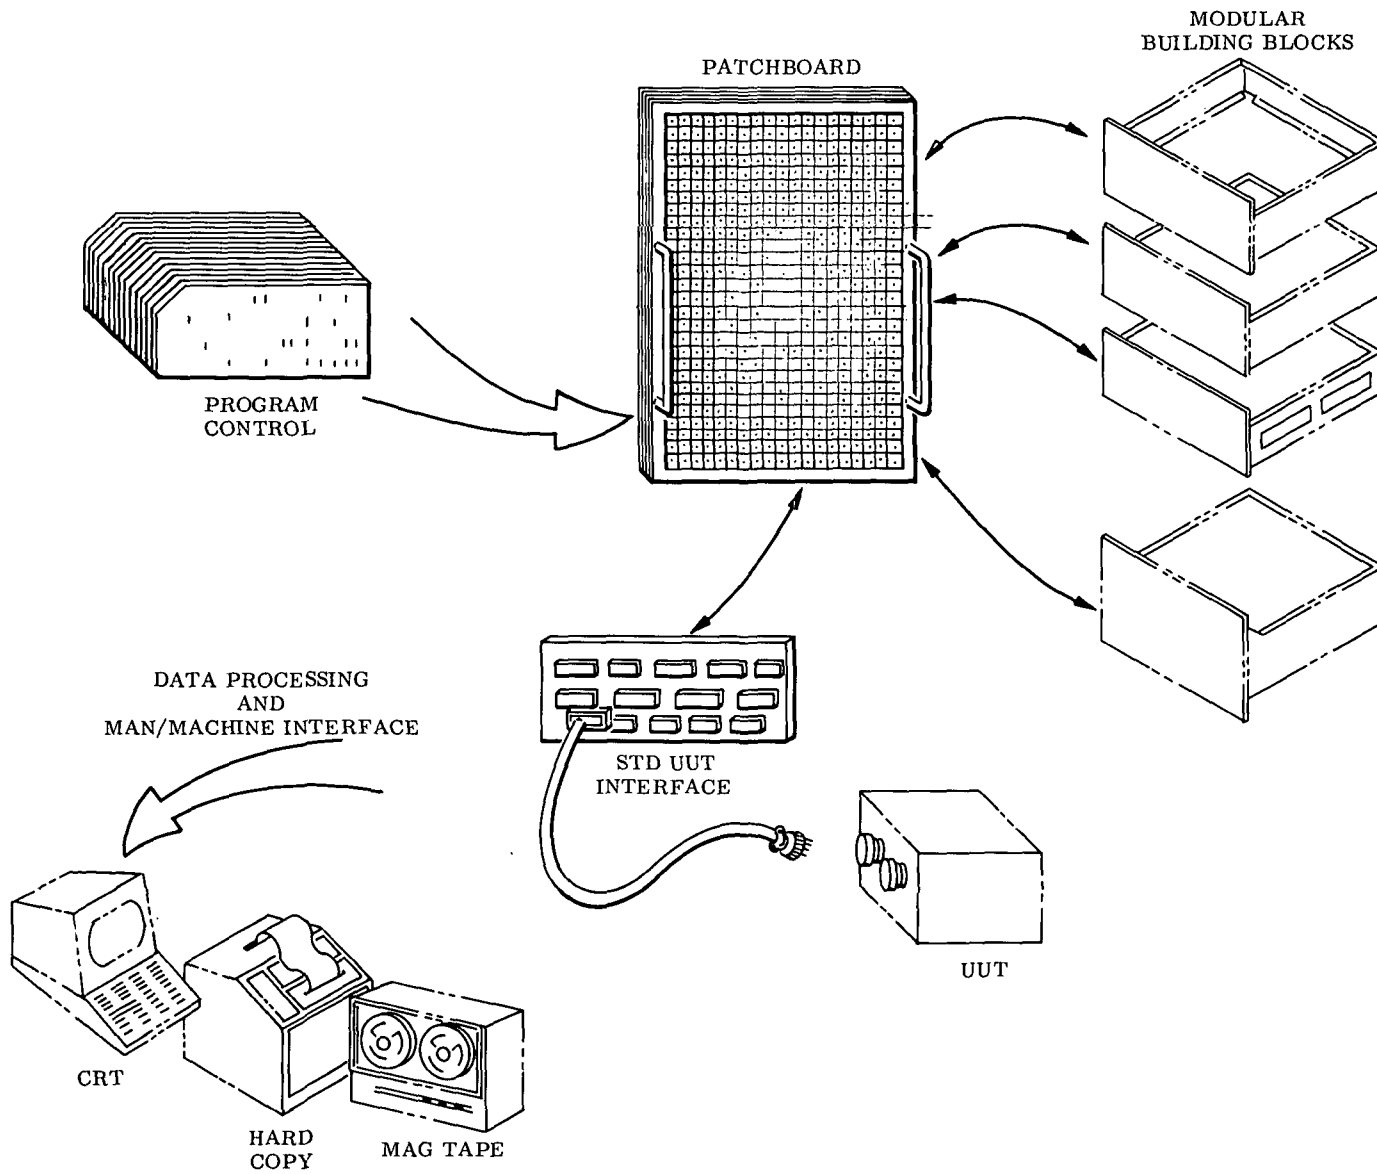 MODULAR
BUILDING BLOCKS
PATCHBOARD
PROGRAM
CONTROL
DATA PROCESSING
AND
MAN/MACHINE INTERFACE
STD UUT
INTERFACE
UUT
CRT
HARD
COPY
MAG TAPE